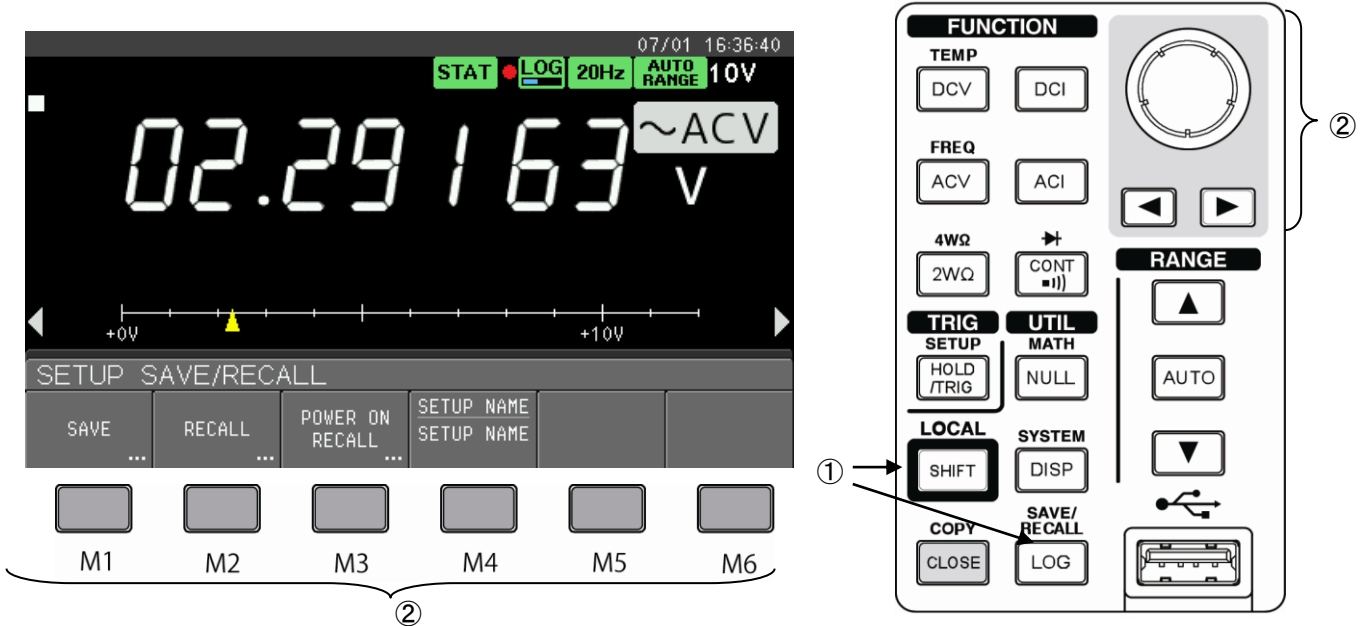 07/01 16:36:40
STAT LOG 20Hz AUTO RANGE 10V
02.29163 V
～ACV
+0V +10V
SETUP SAVE/RECALL
SAVE ...
RECALL ...
POWER ON RECALL ...
SETUP NAME
SETUP NAME
M1 M2 M3 M4 M5 M6
②
FUNCTION
TEMP
DCV DCI
FREQ
ACV ACI
4WΩ
2WΩ CONT
TRIG UTIL
SETUP MATH
HOLD /TRIG NULL
LOCAL SYSTEM
SHIFT DISP
COPY SAVE/ RECALL
CLOSE LOG
①
②
RANGE
AUTO